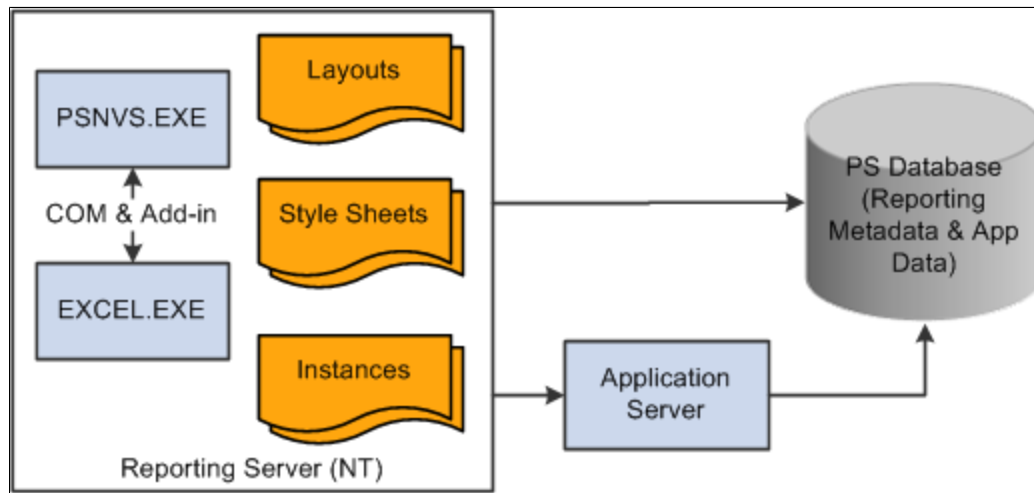 PSNVS.EXE
COM & Add-in
EXCEL.EXE
Layouts
Style Sheets
Instances
Reporting Server (NT)
Application
Server
PS Database
(Reporting
Metadata & App
Data)